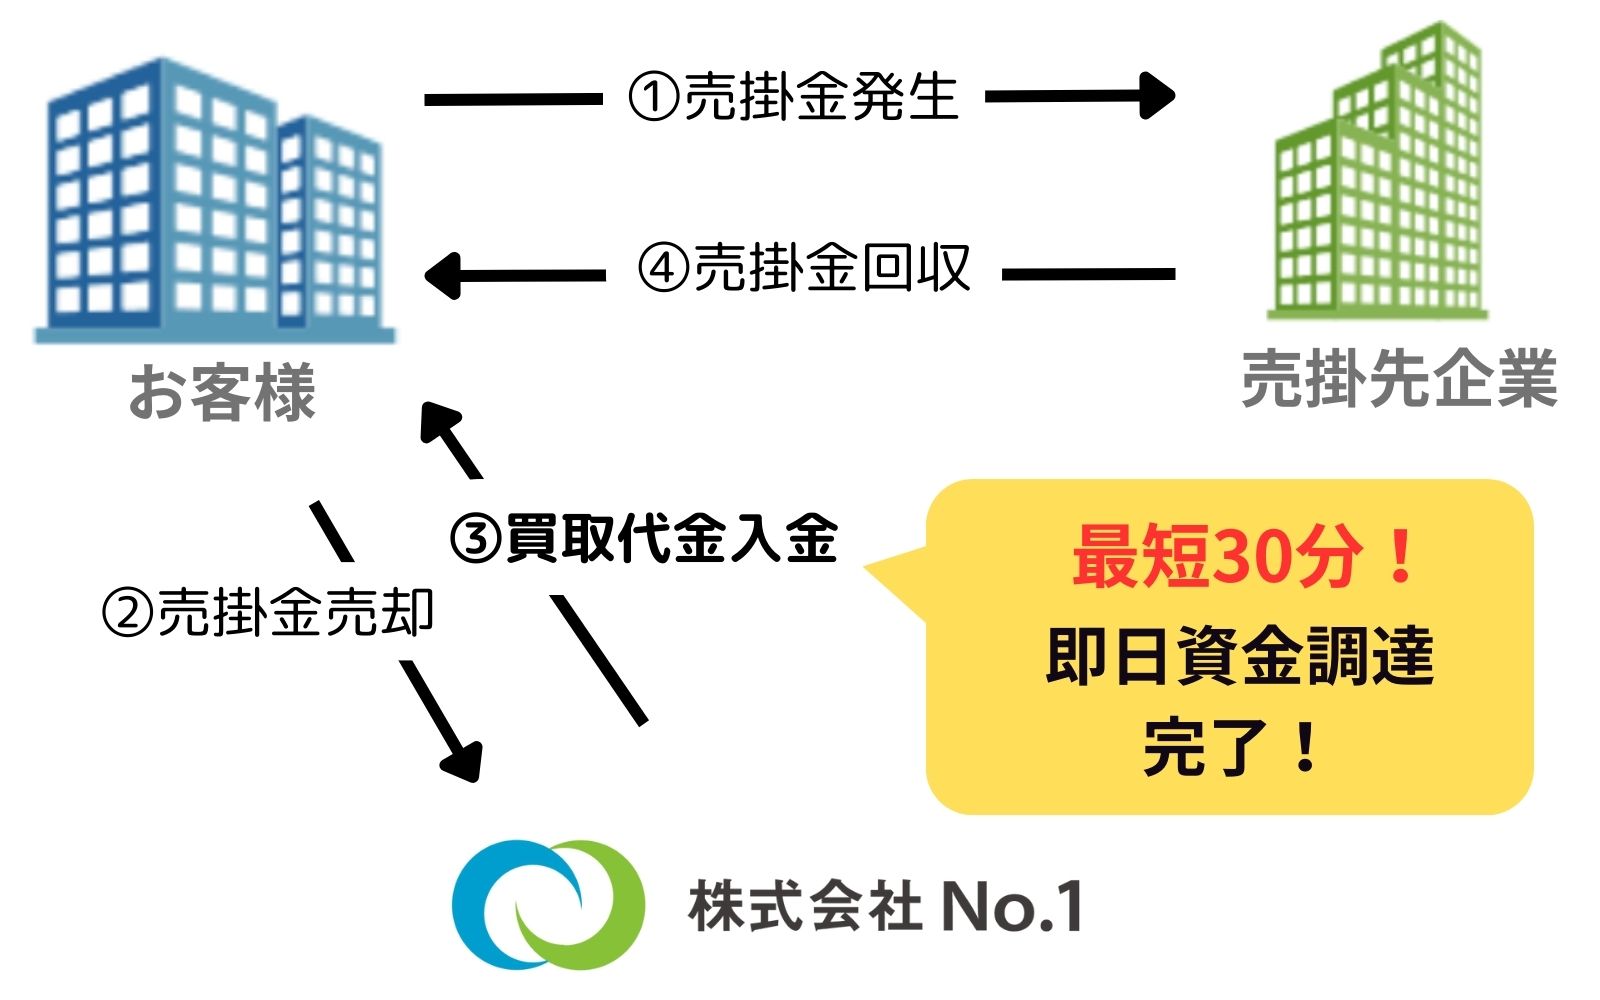 ①売掛金発生
④売掛金回収
お客様
売掛先企業
③買取代金入金
②売掛金売却
最短30分！
即日資金調達
完了！
株式会社 No.1